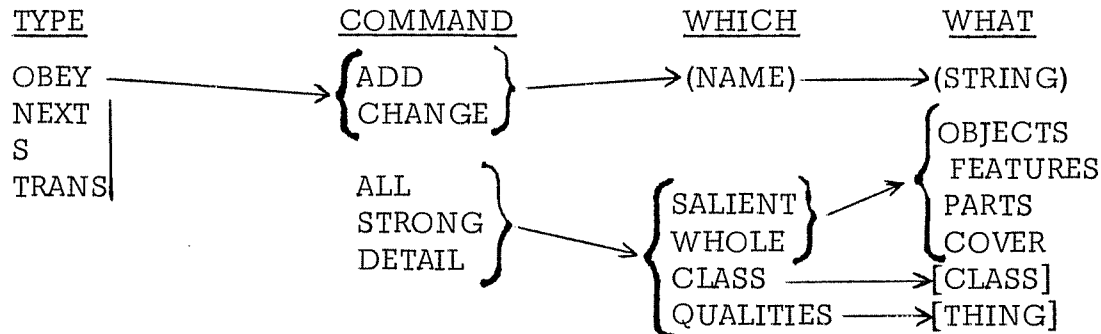 TYPE COMMAND WHICH WHAT
OBEY ADD (NAME) (STRING)
NEXT CHANGE
S OBJECTS
TRANS FEATURES
ALL SALIENT PARTS
STRONG WHOLE COVER
DETAIL CLASS [CLASS]
QUALITIES [THING]